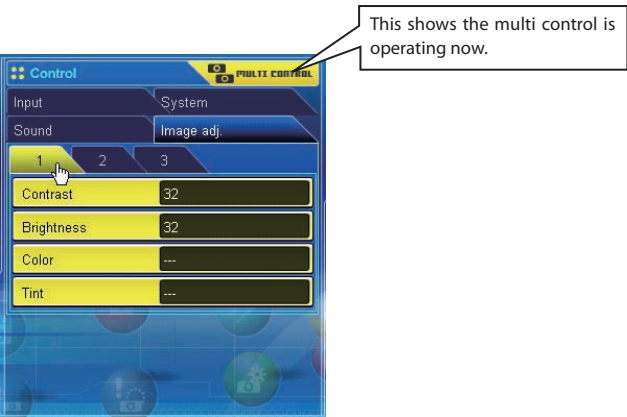 This shows the multi control is
operating now.
Control
MULTI CONTROL
Input System
Sound Image adj.
1 2 3
Contrast 32
Brightness 32
Color ---
Tint ---